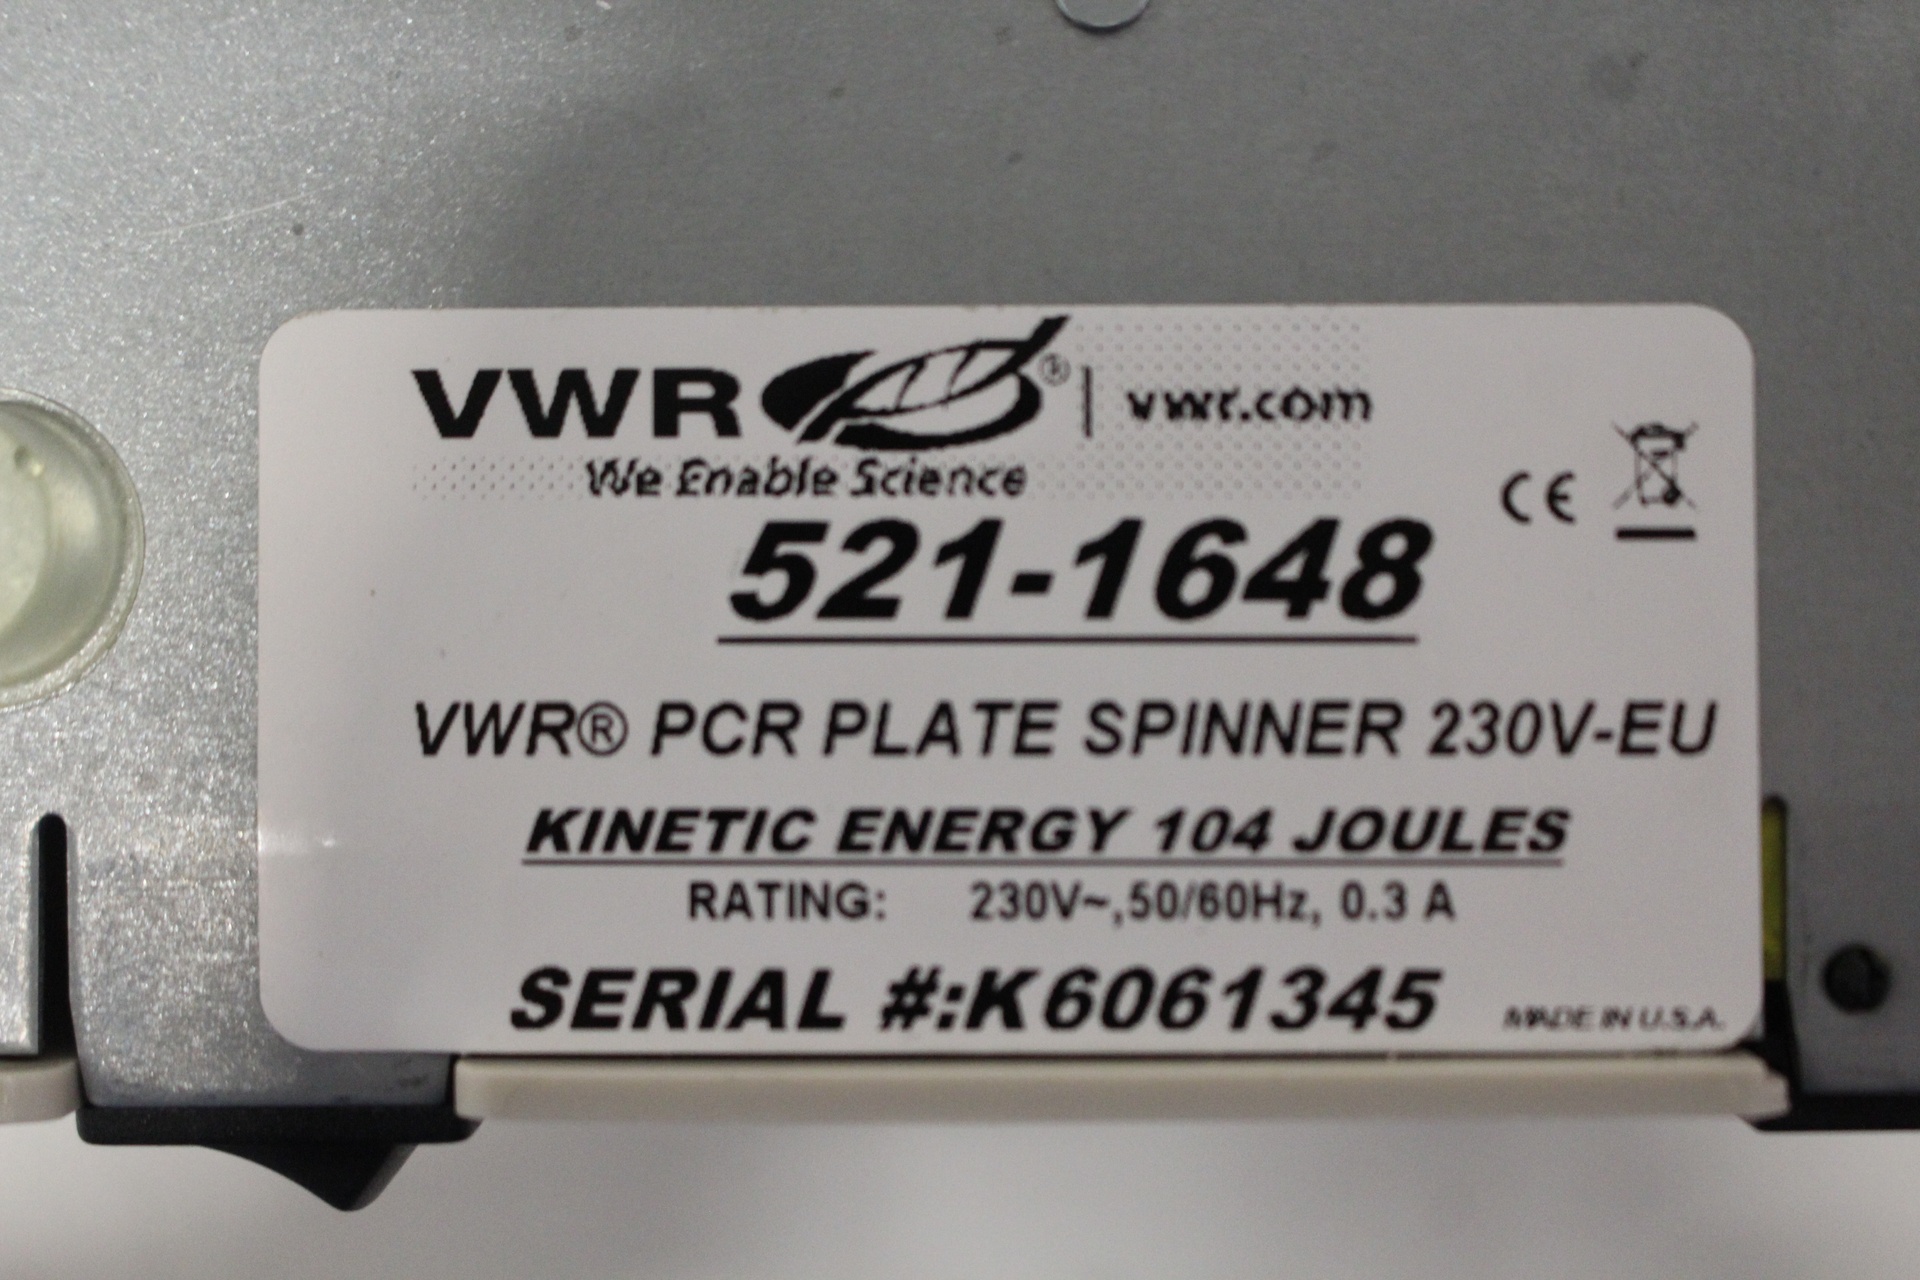 VWR® | vwr.com
We Enable Science
CE
521-1648
VWR® PCR PLATE SPINNER 230V-EU
KINETIC ENERGY 104 JOULES
RATING: 230V~,50/60Hz, 0.3 A
SERIAL #:K6061345
MADE IN U.S.A.